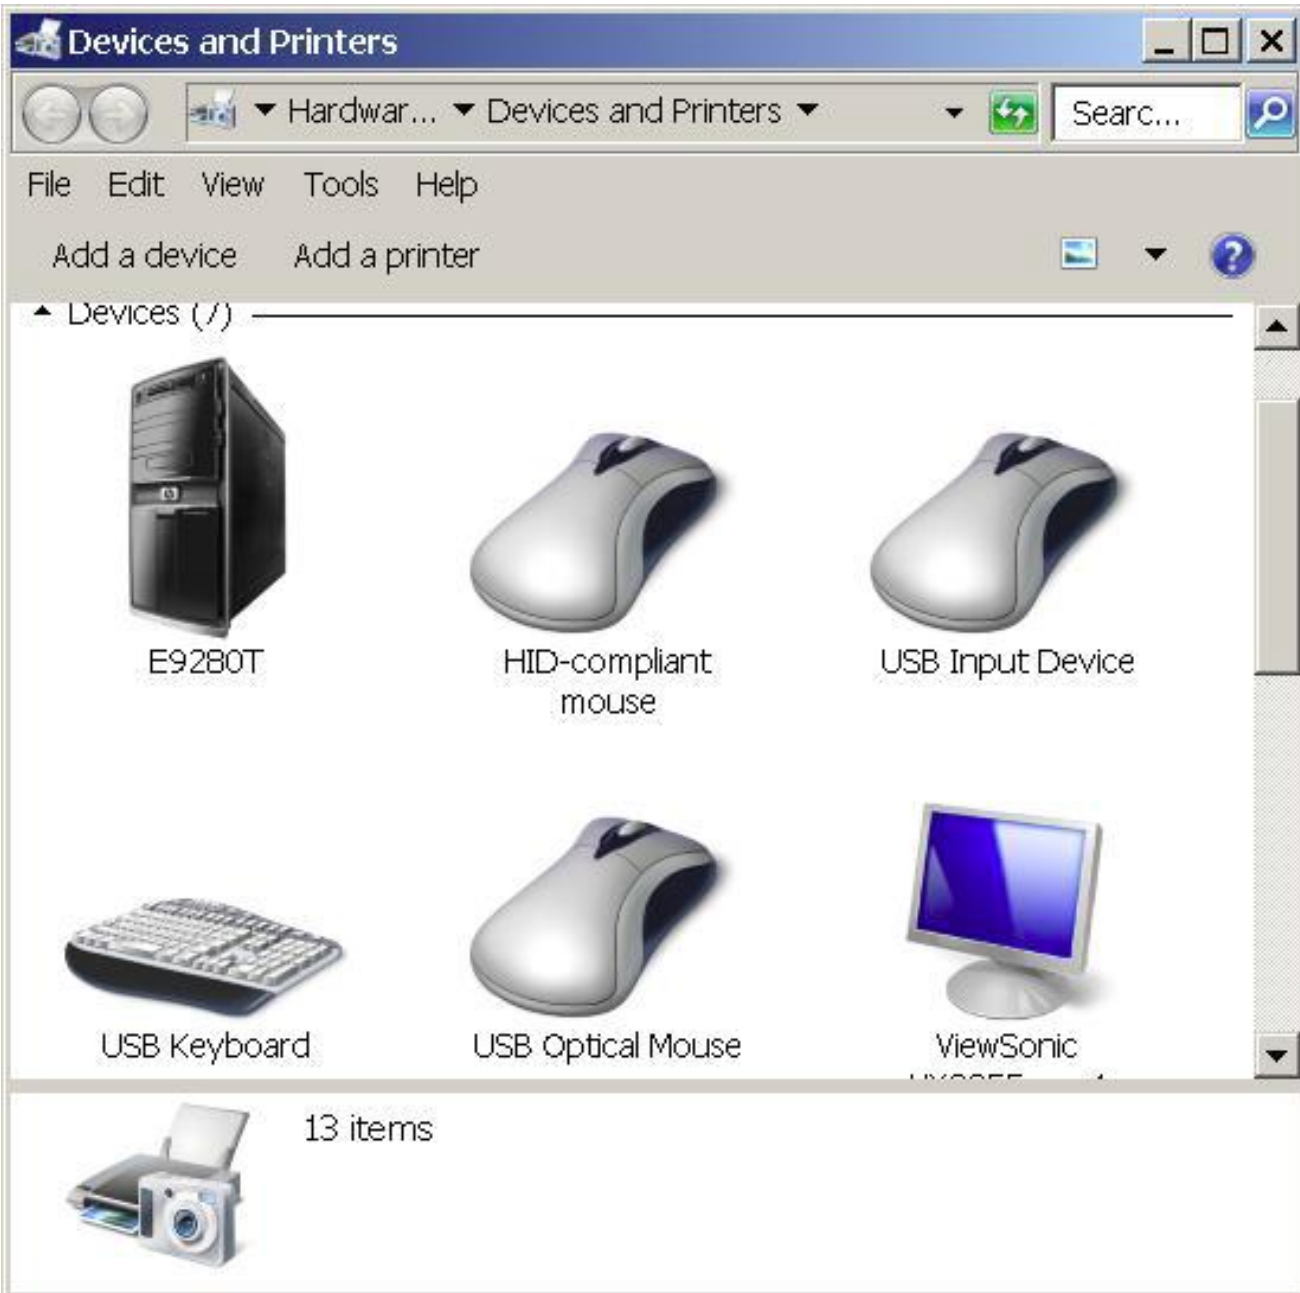 Devices and Printers
Hardwar... Devices and Printers Searc...
File Edit View Tools Help
Add a device Add a printer
Devices (7)
E9280T
HID-compliant
mouse
USB Input Device
USB Keyboard
USB Optical Mouse
ViewSonic
13 items